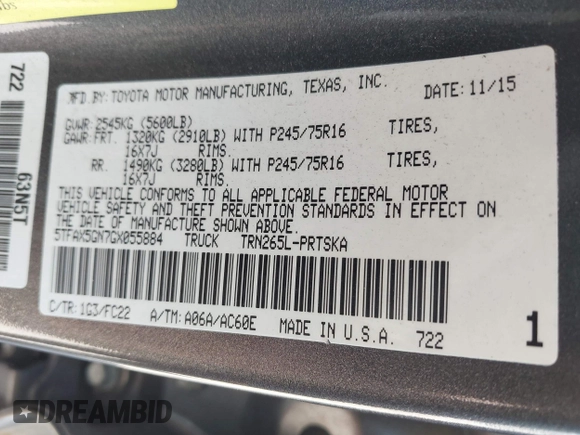 lbs
722
63N5T
MFD.BY:TOYOTA MOTOR MANUFACTURING, TEXAS, INC. DATE:11/15
GVWR: 2545KG (5600LB)
GAWR:FRT. 1320KG (2910LB) WITH P245/75R16 TIRES,
16X7J RIMS.
RR. 1490KG (3280LB) WITH P245/75R16 TIRES,
16X7J RIMS.
THIS VEHICLE CONFORMS TO ALL APPLICABLE FEDERAL MOTOR
VEHICLE SAFETY AND THEFT PREVENTION STANDARDS IN EFFECT ON
THE DATE OF MANUFACTURE SHOWN ABOVE.
5TFAX5GN7GX055884 TRUCK TRN265L-PRTSKA
C/TR: 1G3/FC22 A/TM: A06A/AC60E MADE IN U.S.A. 722 1
DREAMBID